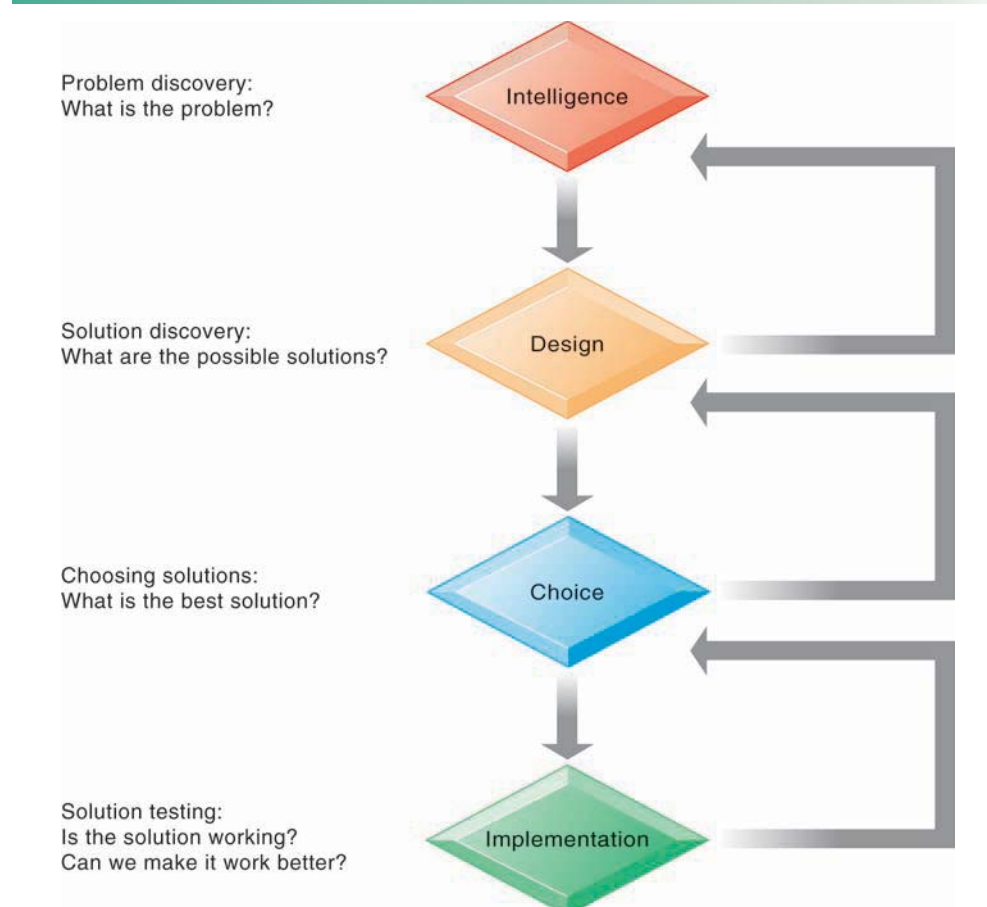 Problem discovery:
What is the problem?
Intelligence
Solution discovery:
What are the possible solutions?
Design
Choosing solutions:
What is the best solution?
Choice
Solution testing:
Is the solution working?
Can we make it work better?
Implementation